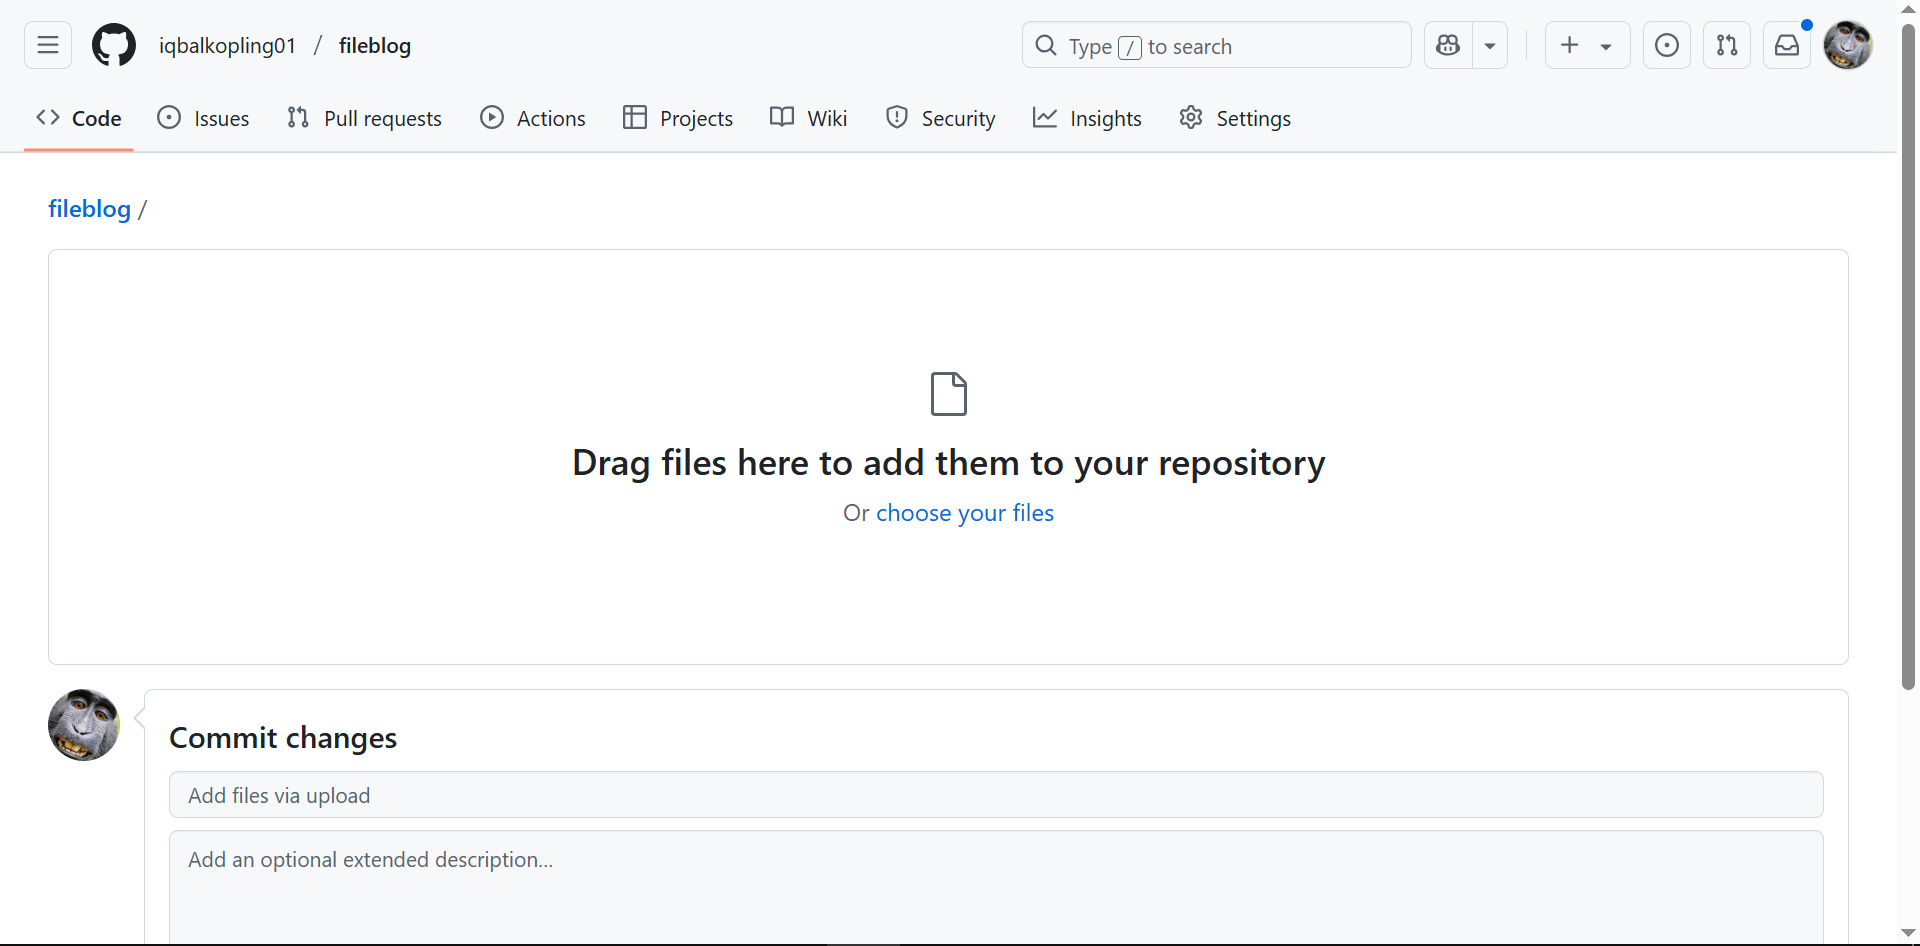 iqbalkopling01 / fileblog
Type / to search
Code Issues Pull requests Actions Projects Wiki Security Insights Settings
fileblog /
Drag files here to add them to your repository
Or choose your files
Commit changes
Add files via upload
Add an optional extended description...